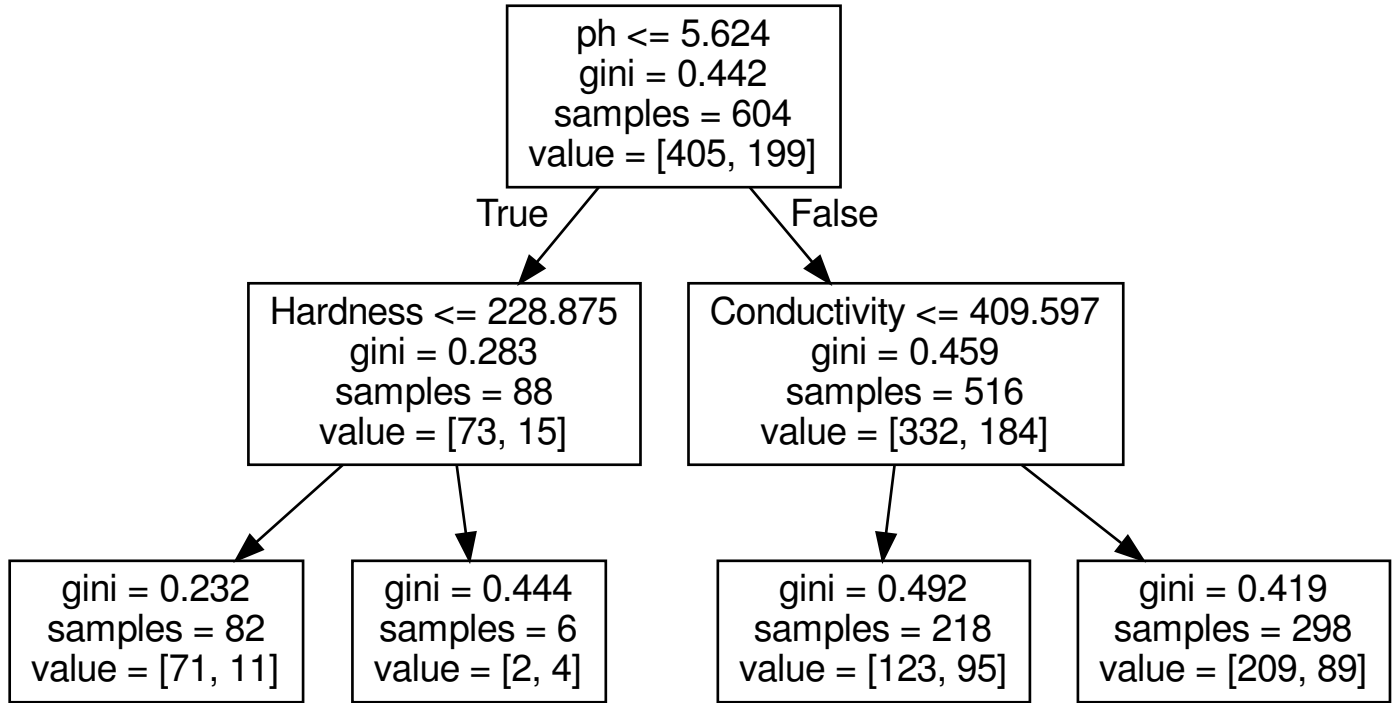 ph <= 5.624
gini = 0.442
samples = 604
value = [405, 199]
True
False
Hardness <= 228.875
gini = 0.283
samples = 88
value = [73, 15]
Conductivity <= 409.597
gini = 0.459
samples = 516
value = [332, 184]
gini = 0.232
samples = 82
value = [71, 11]
gini = 0.444
samples = 6
value = [2, 4]
gini = 0.492
samples = 218
value = [123, 95]
gini = 0.419
samples = 298
value = [209, 89]